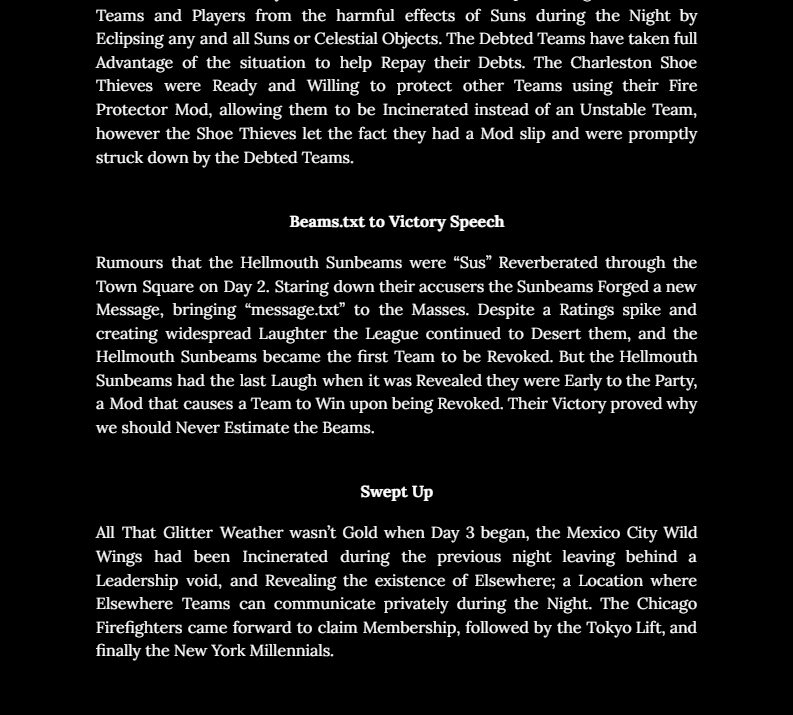 Teams and Players from the harmful effects of Suns during the Night by
Eclipsing any and all Suns or Celestial Objects. The Debted Teams have taken full
Advantage of the situation to help Repay their Debts. The Charleston Shoe
Thieves were Ready and Willing to protect other Teams using their Fire
Protector Mod, allowing them to be Incinerated instead of an Unstable Team,
however the Shoe Thieves let the fact they had a Mod slip and were promptly
struck down by the Debted Teams.
Beams.txt to Victory Speech
Rumours that the Hellmouth Sunbeams were “Sus” Reverberated through the
Town Square on Day 2. Staring down their accusers the Sunbeams Forged a new
Message, bringing “message.txt” to the Masses. Despite a Ratings spike and
creating widespread Laughter the League continued to Desert them, and the
Hellmouth Sunbeams became the first Team to be Revoked. But the Hellmouth
Sunbeams had the last Laugh when it was Revealed they were Early to the Party,
a Mod that causes a Team to Win upon being Revoked. Their Victory proved why
we should Never Estimate the Beams.
Swept Up
All That Glitter Weather wasn’t Gold when Day 3 began, the Mexico City Wild
Wings had been Incinerated during the previous night leaving behind a
Leadership void, and Revealing the existence of Elsewhere; a Location where
Elsewhere Teams can communicate privately during the Night. The Chicago
Firefighters came forward to claim Membership, followed by the Tokyo Lift, and
finally the New York Millennials.